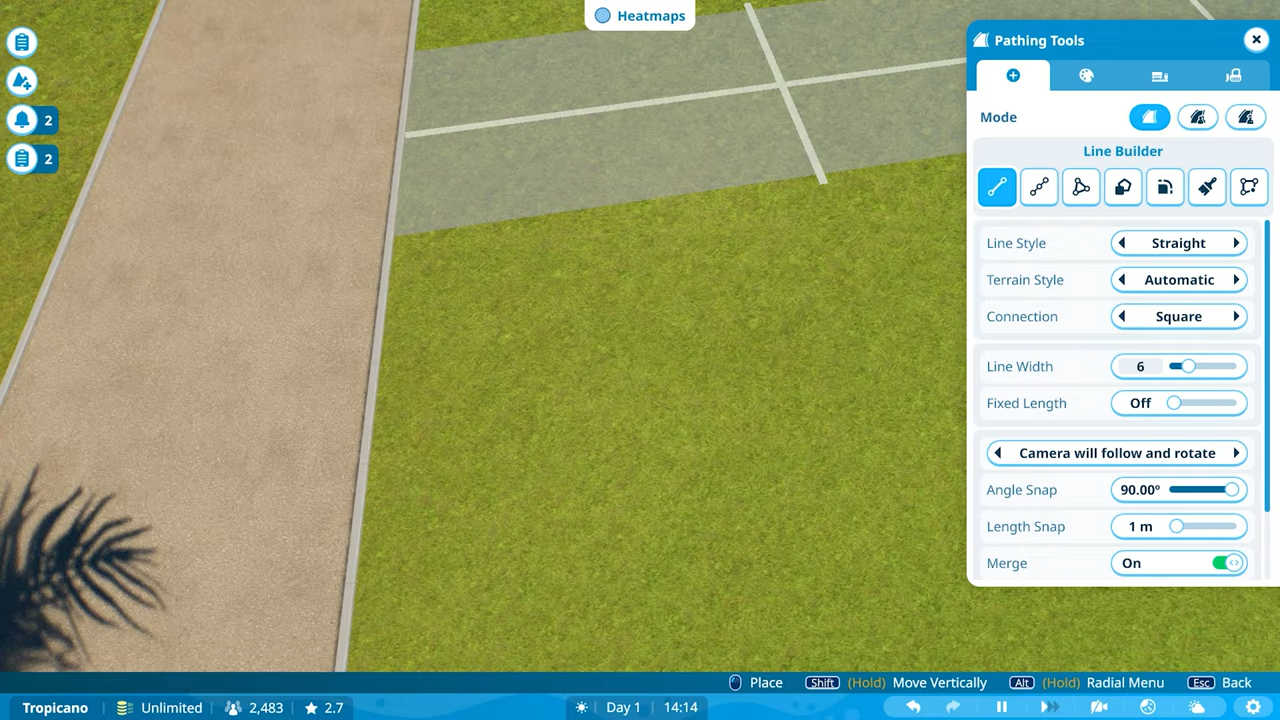 Heatmaps
Pathing Tools
2
2
Mode
Line Builder
Line Style Straight
Terrain Style Automatic
Connection Square
Line Width 6
Fixed Length Off
Camera will follow and rotate
Angle Snap 90.00°
Length Snap 1 m
Merge On
Place Shift (Hold) Move Vertically Alt (Hold) Radial Menu Esc Back
Tropicano Unlimited 2,483 2.7 Day 1 14:14